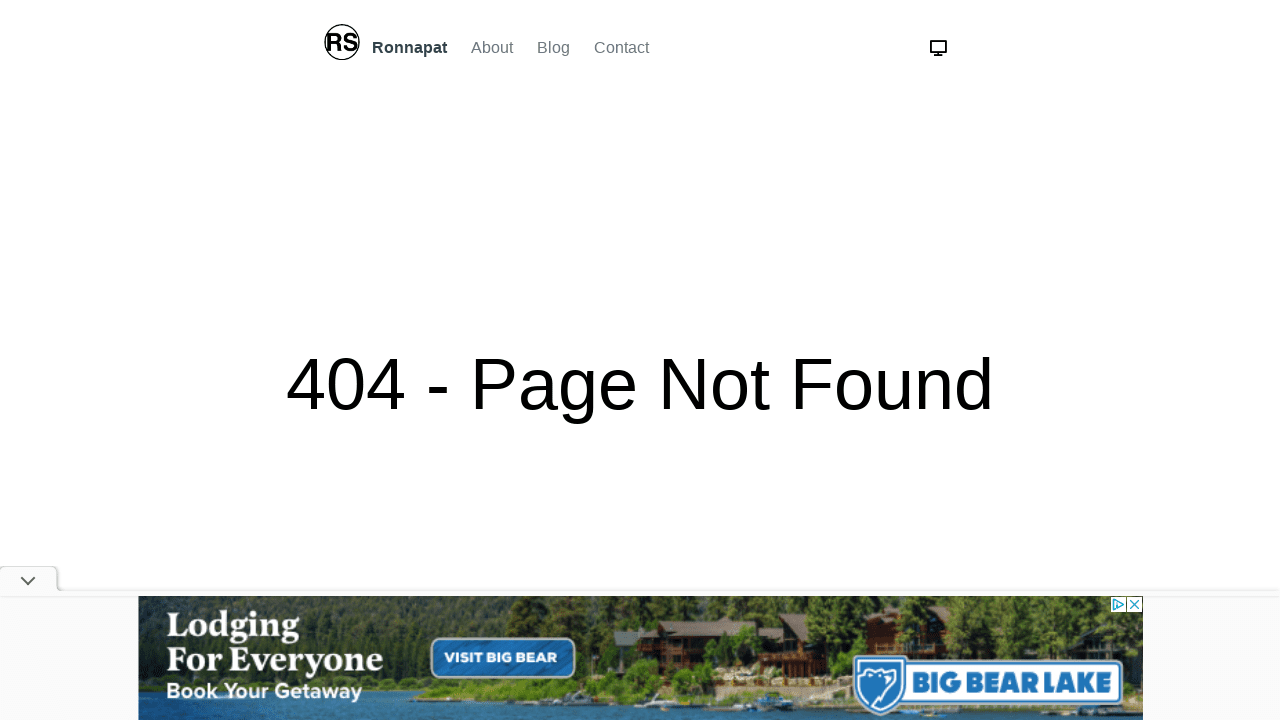 RS Ronnapat About Blog Contact
404 - Page Not Found
Lodging
For Everyone
Book Your Getaway
VISIT BIG BEAR
BIG BEAR LAKE